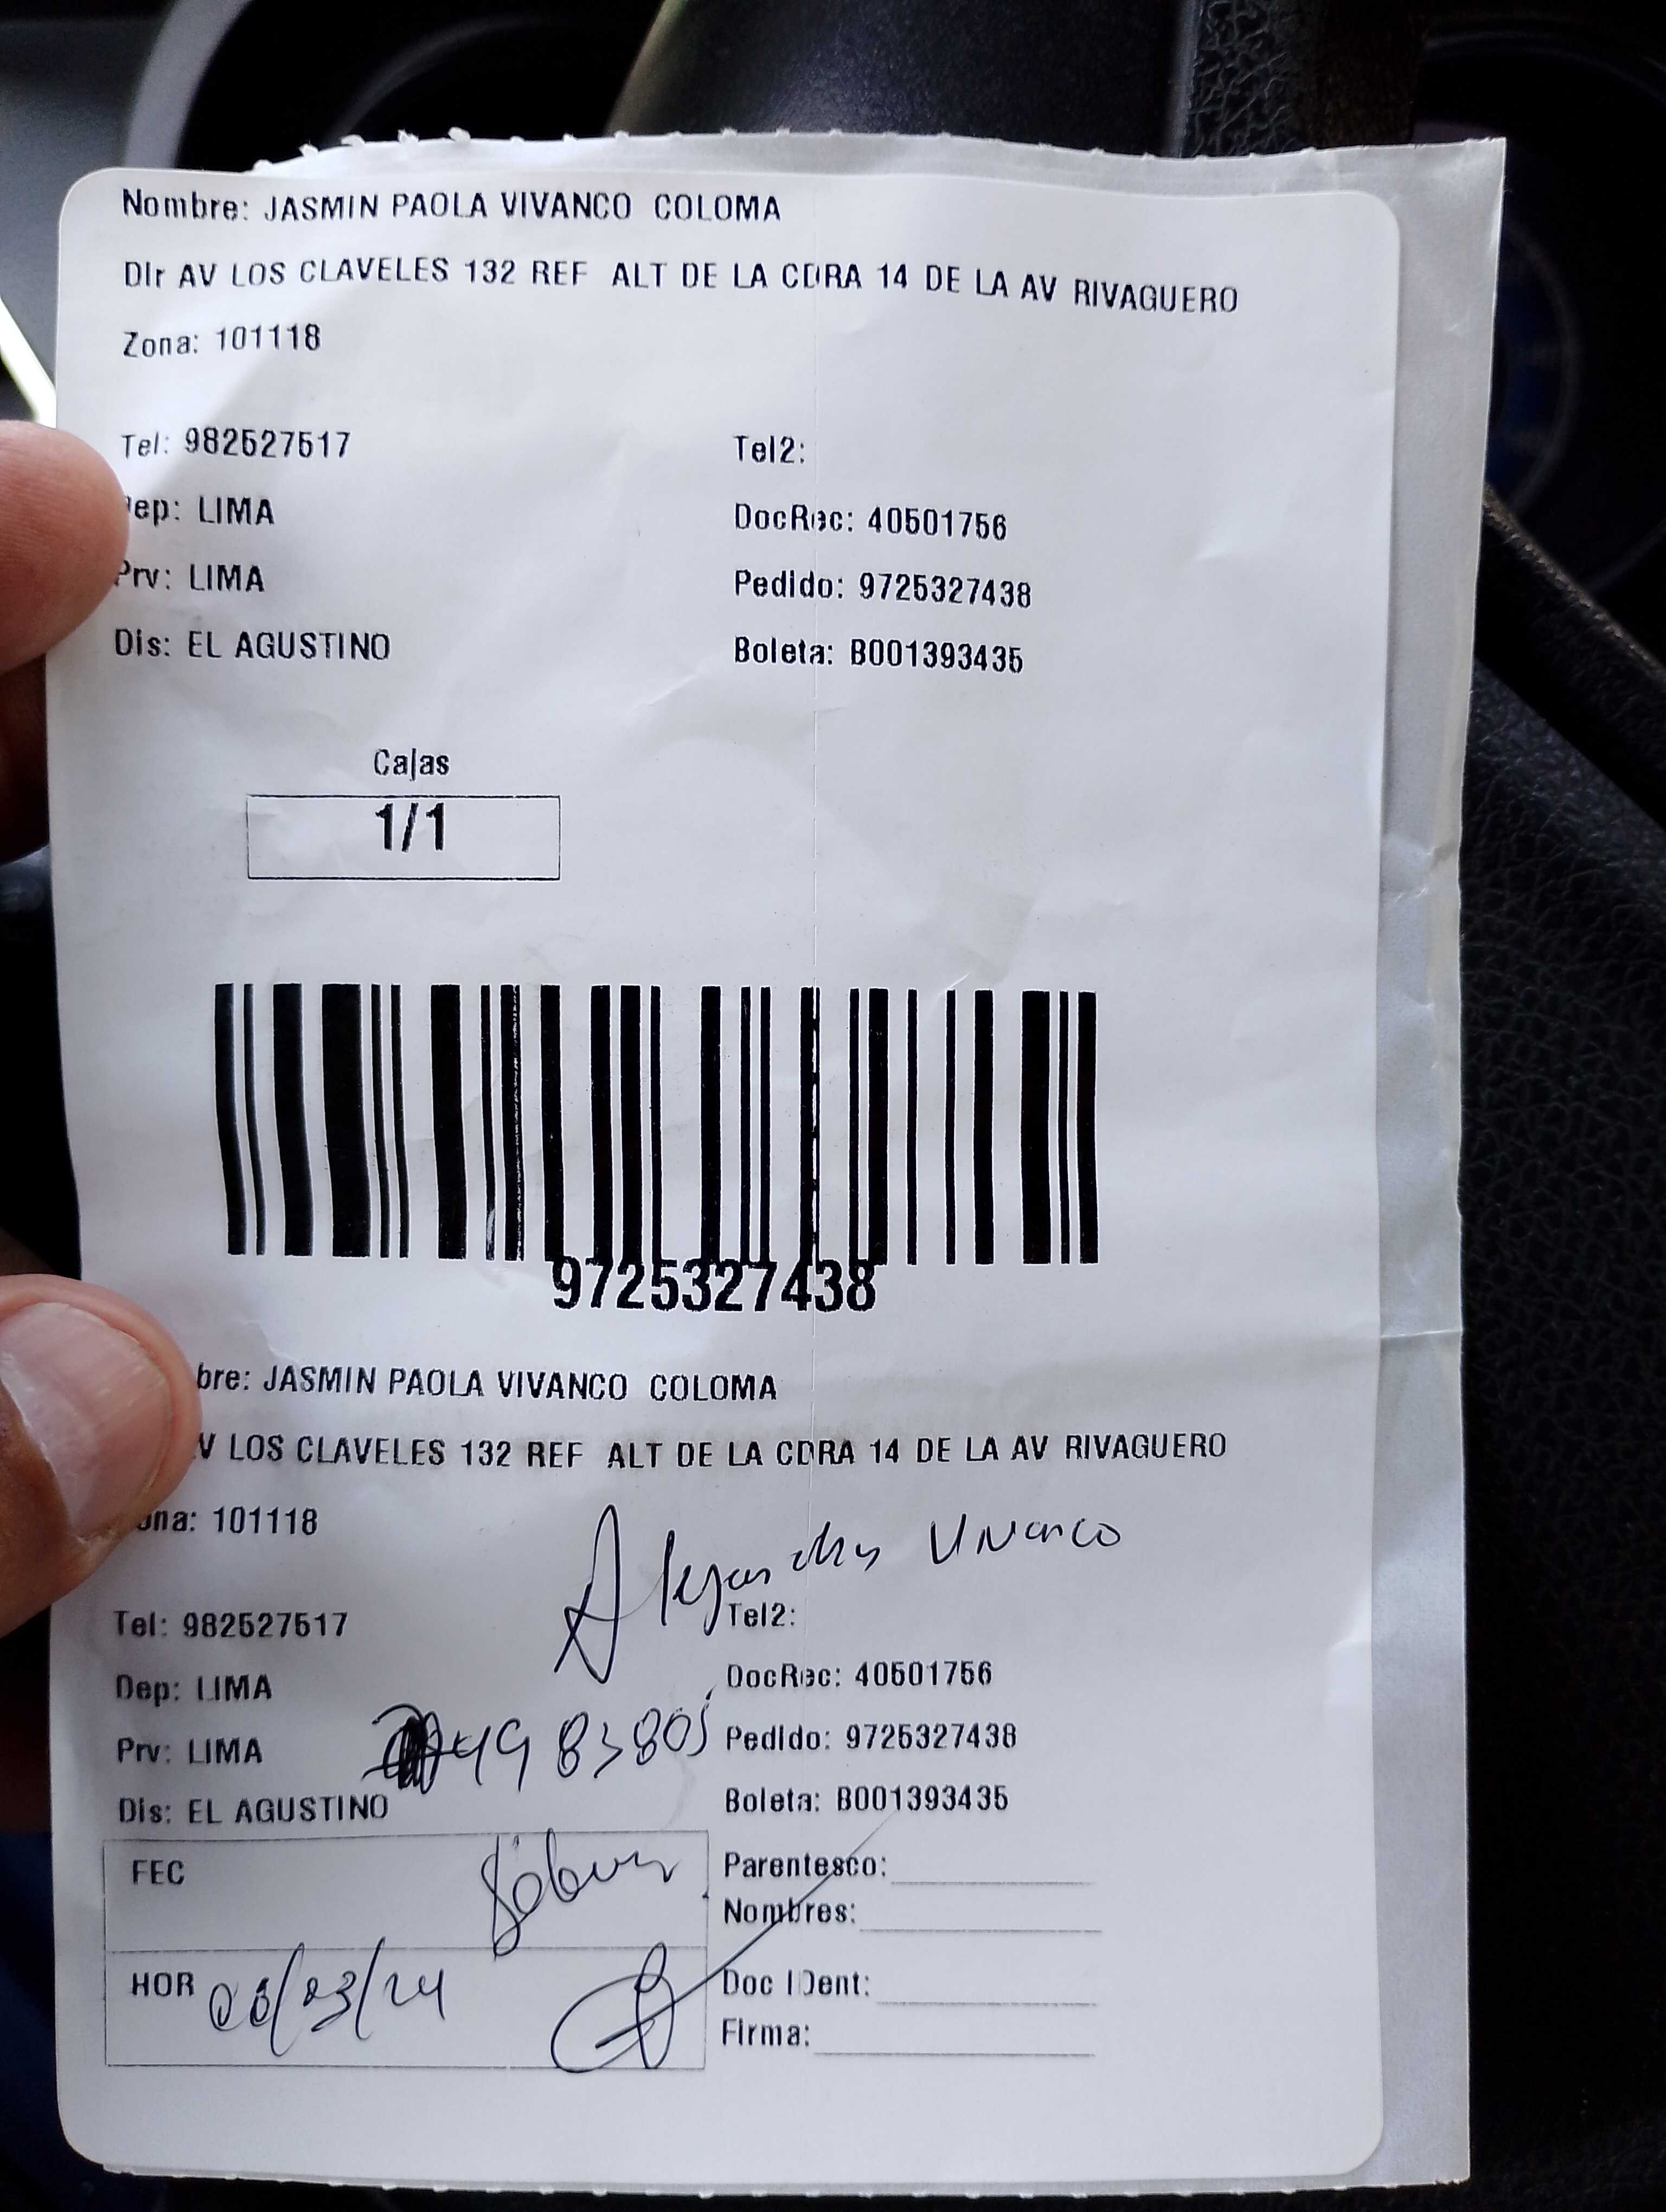 Nombre: JASMIN PAOLA VIVANCO COLOMA
Dir AV LOS CLAVELES 132 REF ALT DE LA CDRA 14 DE LA AV RIVAGUERO
Zona: 101118
Tel: 982527517 Tel2:
ep: LIMA DocRec: 40501756
Prv: LIMA Pedido: 9725327438
Dis: EL AGUSTINO Boleta: B001393435
Cajas
1/1
9725327438
bre: JASMIN PAOLA VIVANCO COLOMA
V LOS CLAVELES 132 REF ALT DE LA CDRA 14 DE LA AV RIVAGUERO
ona: 101118
Vivanco
Tel: 982527517 Tel2:
Dep: LIMA DocRec: 40501756
Prv: LIMA Pedido: 9725327438
Dis: EL AGUSTINO Boleta: B001393435
FEC Parentesco:
Nombres:
HOR Doc IDent:
Firma: